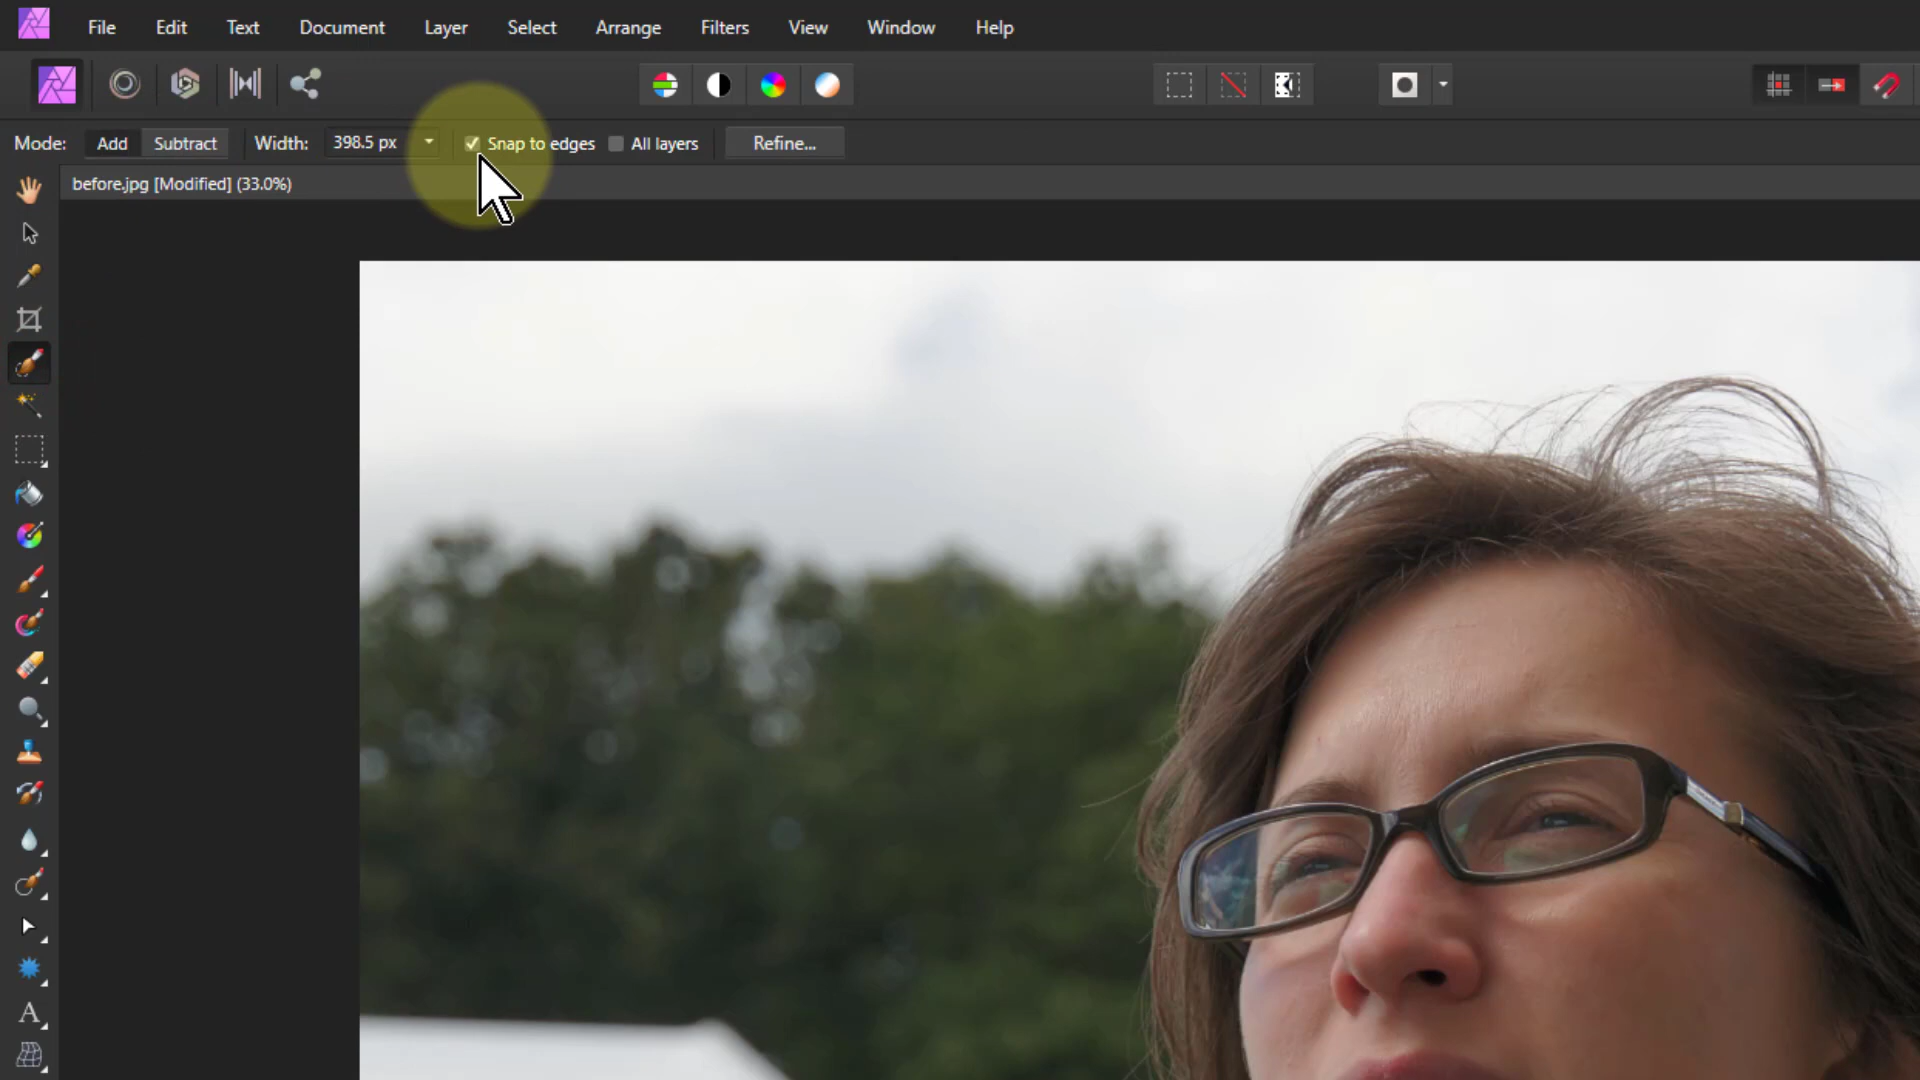 File Edit Text Document Layer Select Arrange Filters View Window Help
Mode: Add Subtract Width: 398.5 px Snap to edges All layers Refine...
before.jpg [Modified] (33.0%)
A